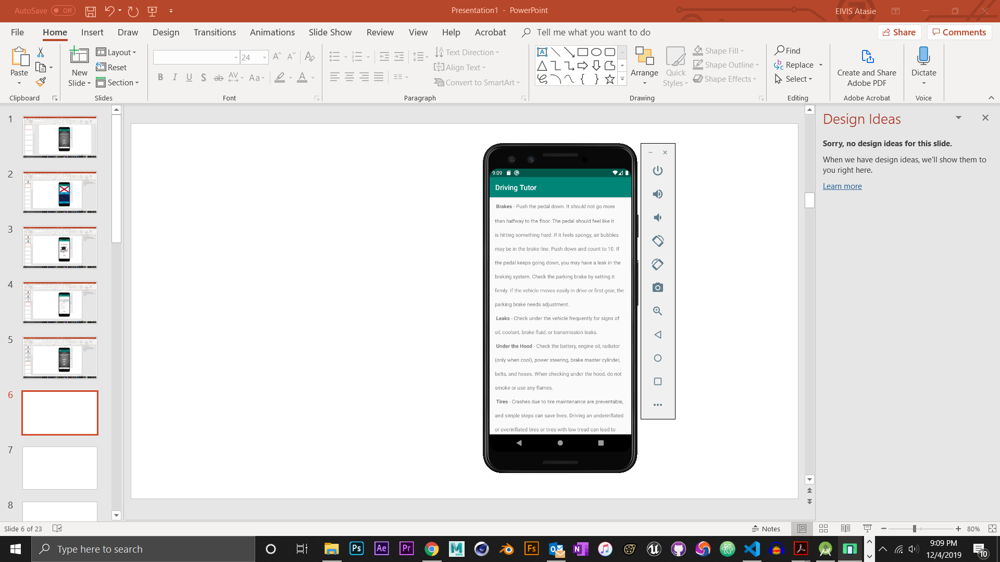 AutoSave Off
Presentation1 - PowerPoint
ElVIS Atasie
File Home Insert Draw Design Transitions Animations Slide Show Review View Help Acrobat Tell me what you want to do
Share Comments
Paste
New
Slide
Layout
Reset
Section
24
B I U S ab AV Aa A
Text Direction
Align Text
Convert to SmartArt
A
Arrange
Quick
Styles
Shape Fill
Shape Outline
Shape Effects
Find
Replace
Select
Create and Share
Adobe PDF
Dictate
Clipboard Slides Font Paragraph Drawing Editing Adobe Acrobat Voice
1
2
3
4
5
6
7
8
9:09
Driving Tutor
Brakes - Push the pedal down. It should not go more
than halfway to the floor. The pedal should feel like it
is hitting something hard. If it feels spongy, air bubbles
may be in the brake line. Push down and count to 10. If
the pedal keeps going down, you may have a leak in the
braking system. Check the parking brake by setting it
firmly. If the vehicle moves easily in drive or first gear, the
parking brake needs adjustment.
Leaks - Check under the vehicle frequently for signs of
oil, coolant, brake fluid, or transmission leaks.
Under the Hood - Check the battery, engine oil, radiator
(only when cool), power steering, brake master cylinder,
belts, and hoses. When checking under the hood, do not
smoke or use any flames.
Tires - Crashes due to tire maintenance are preventable,
and simple steps can save lives. Driving an underinflated
or overinflated tires or tires with low tread can lead to
Design Ideas
Sorry, no design ideas for this slide.
When we have design ideas, we'll show them to
you right here.
Learn more
Slide 6 of 23
Notes
80%
Type here to search
Ps Ae Pr MAYA Fs
9:09 PM
12/4/2019
10